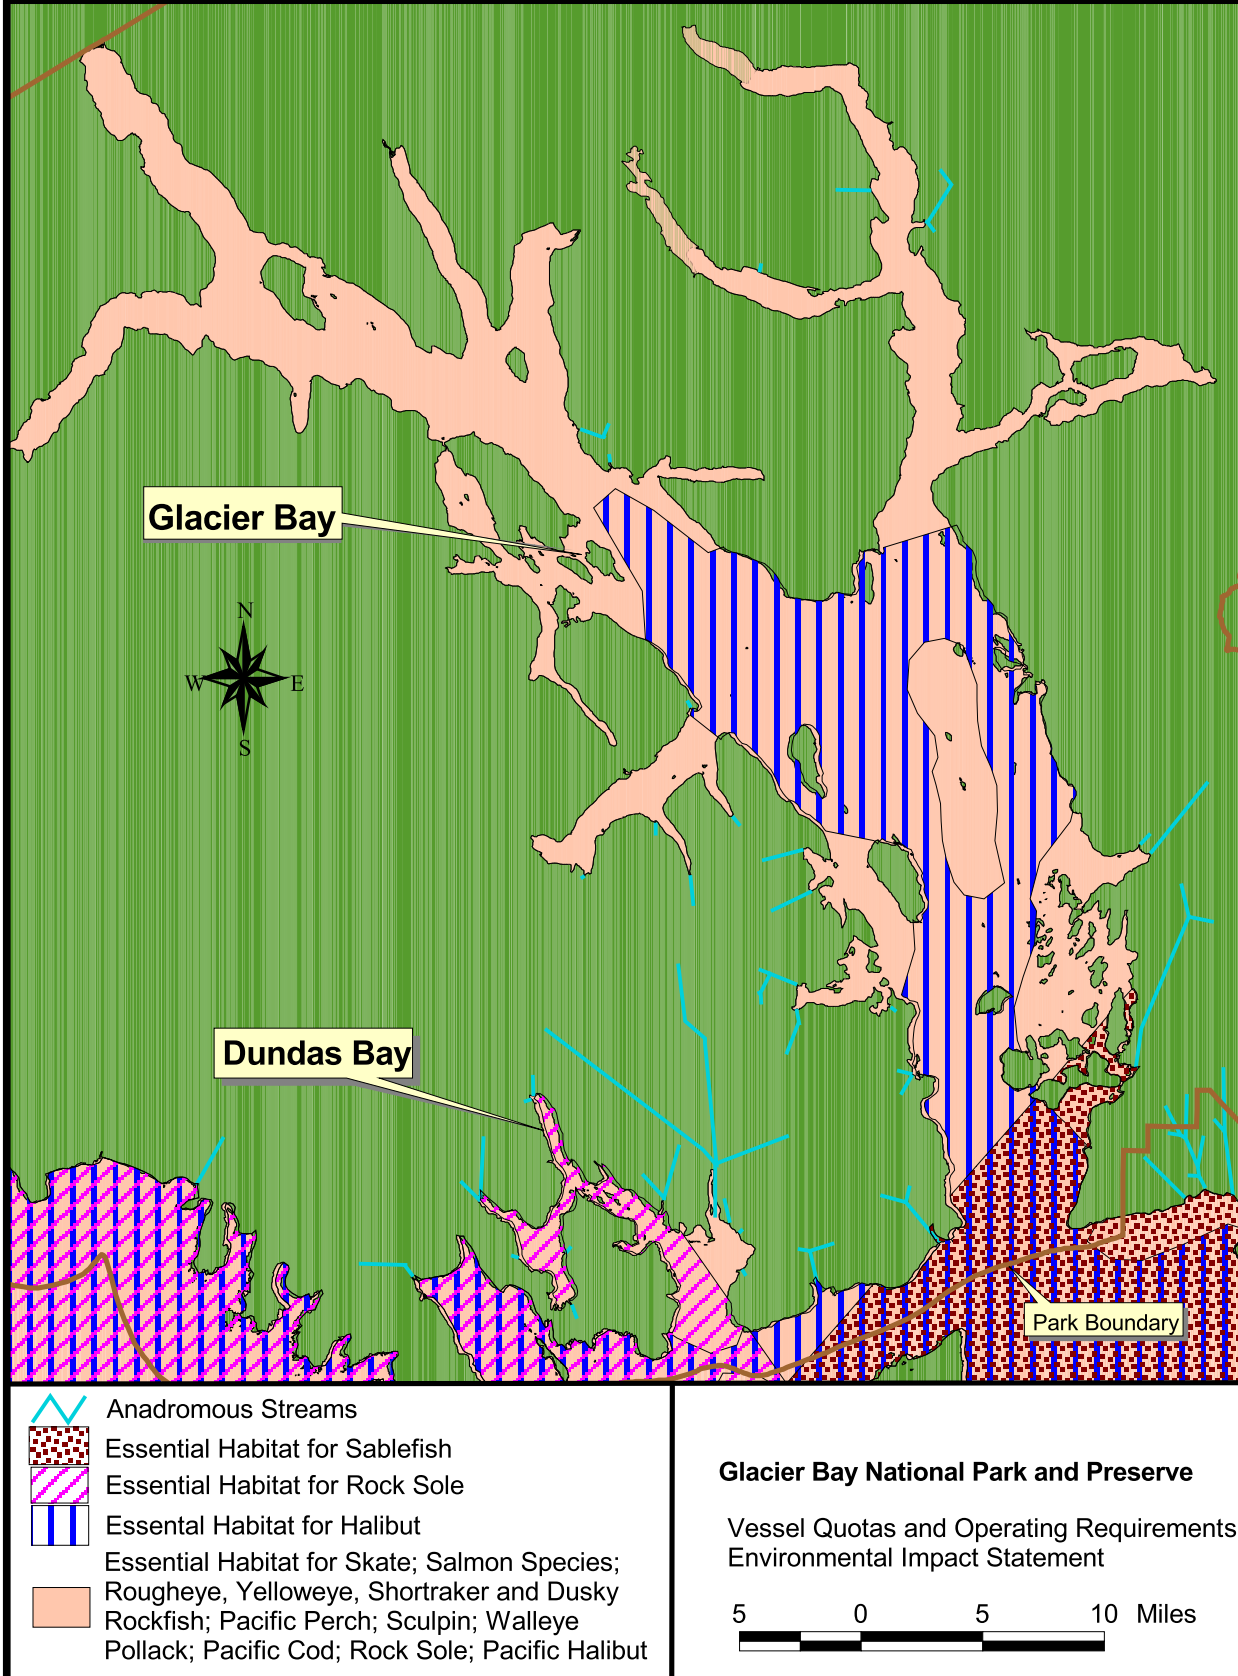 Glacier Bay
N
W
E
S
Dundas Bay
Park Boundary
Anadromous Streams
Essential Habitat for Sablefish
Essential Habitat for Rock Sole
Essental Habitat for Halibut
Essential Habitat for Skate; Salmon Species;
Rougheye, Yelloweye, Shortraker and Dusky
Rockfish; Pacific Perch; Sculpin; Walleye
Pollack; Pacific Cod; Rock Sole; Pacific Halibut
Glacier Bay National Park and Preserve
Vessel Quotas and Operating Requirements
Environmental Impact Statement
5 0 5 10 Miles